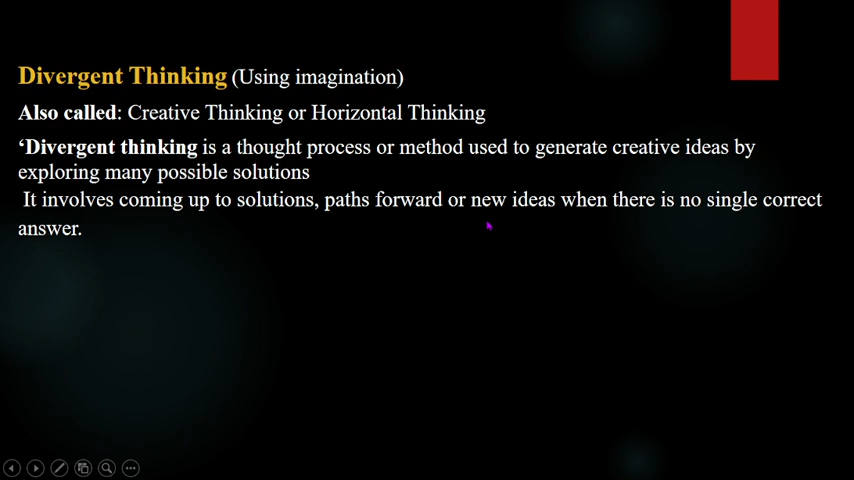 Divergent Thinking (Using imagination)
Also called: Creative Thinking or Horizontal Thinking
‘Divergent thinking is a thought process or method used to generate creative ideas by
exploring many possible solutions
It involves coming up to solutions, paths forward or new ideas when there is no single correct
answer.